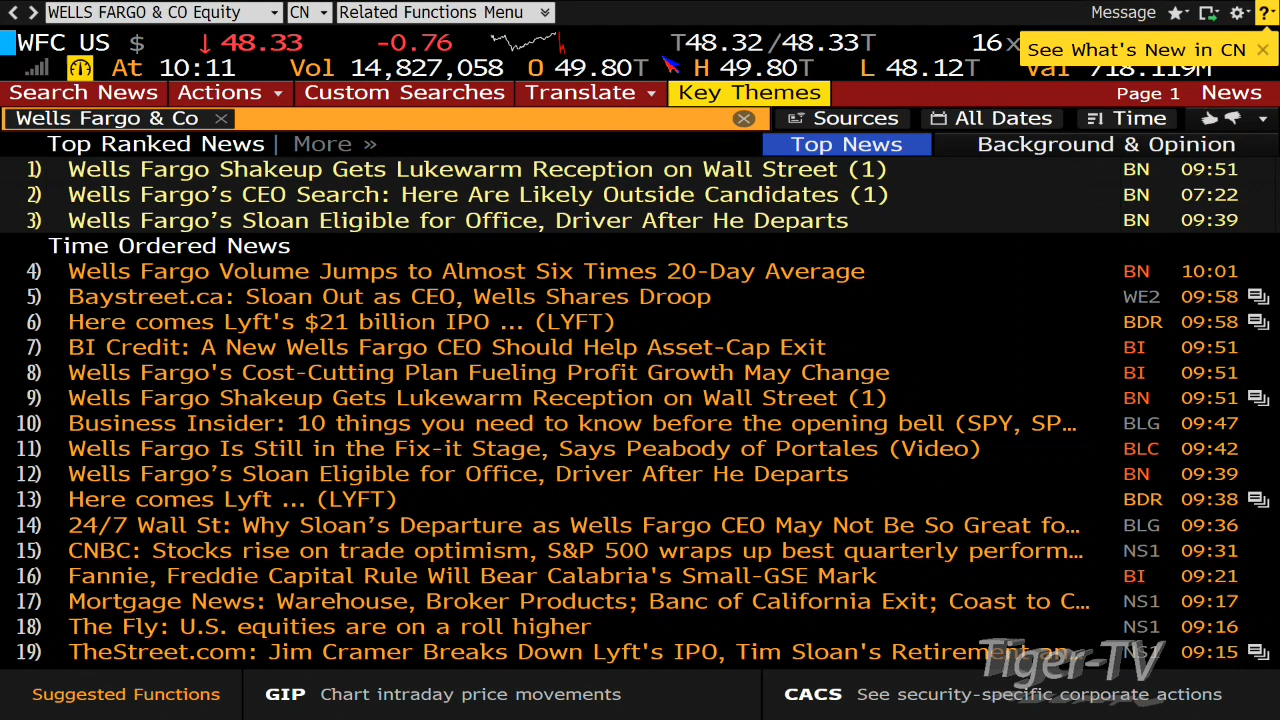 WELLS FARGO & CO Equity CN Related Functions Menu Message ?
WFC US $ ↓48.33 -0.76 T48.32/48.33T 16x
See What's New in CN ×
At 10:11 Vol 14,827,058 O 49.80T H 49.80T L 48.12T Val 718.119M
Search News Actions Custom Searches Translate Key Themes Page 1 News
Wells Fargo & Co × Sources All Dates Time
Top Ranked News | More » Top News Background & Opinion
1) Wells Fargo Shakeup Gets Lukewarm Reception on Wall Street (1) BN 09:51
2) Wells Fargo's CEO Search: Here Are Likely Outside Candidates (1) BN 07:22
3) Wells Fargo's Sloan Eligible for Office, Driver After He Departs BN 09:39
Time Ordered News
4) Wells Fargo Volume Jumps to Almost Six Times 20-Day Average BN 10:01
5) Baystreet.ca: Sloan Out as CEO, Wells Shares Droop WE2 09:58
6) Here comes Lyft's $21 billion IPO ... (LYFT) BDR 09:58
7) BI Credit: A New Wells Fargo CEO Should Help Asset-Cap Exit BI 09:51
8) Wells Fargo's Cost-Cutting Plan Fueling Profit Growth May Change BI 09:51
9) Wells Fargo Shakeup Gets Lukewarm Reception on Wall Street (1) BN 09:51
10) Business Insider: 10 things you need to know before the opening bell (SPY, SP... BLG 09:47
11) Wells Fargo Is Still in the Fix-it Stage, Says Peabody of Portales (Video) BLC 09:42
12) Wells Fargo's Sloan Eligible for Office, Driver After He Departs BN 09:39
13) Here comes Lyft ... (LYFT) BDR 09:38
14) 24/7 Wall St: Why Sloan's Departure as Wells Fargo CEO May Not Be So Great fo... BLG 09:36
15) CNBC: Stocks rise on trade optimism, S&P 500 wraps up best quarterly perform... NS1 09:31
16) Fannie, Freddie Capital Rule Will Bear Calabria's Small-GSE Mark BI 09:21
17) Mortgage News: Warehouse, Broker Products; Banc of California Exit; Coast to C... NS1 09:17
18) The Fly: U.S. equities are on a roll higher NS1 09:16
19) TheStreet.com: Jim Cramer Breaks Down Lyft's IPO, Tim Sloan's Retirement an... NS1 09:15
Tiger-TV
Suggested Functions GIP Chart intraday price movements CACS See security-specific corporate actions